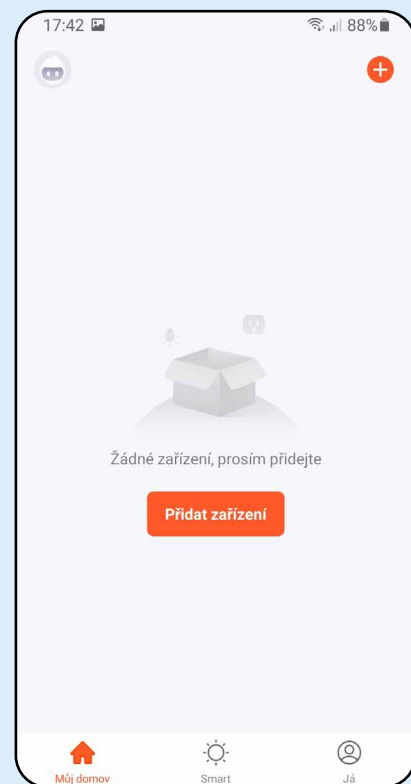 17:42 88%
Žádné zařízení, prosím přidejte
Přidat zařízení
Můj domov Smart Já